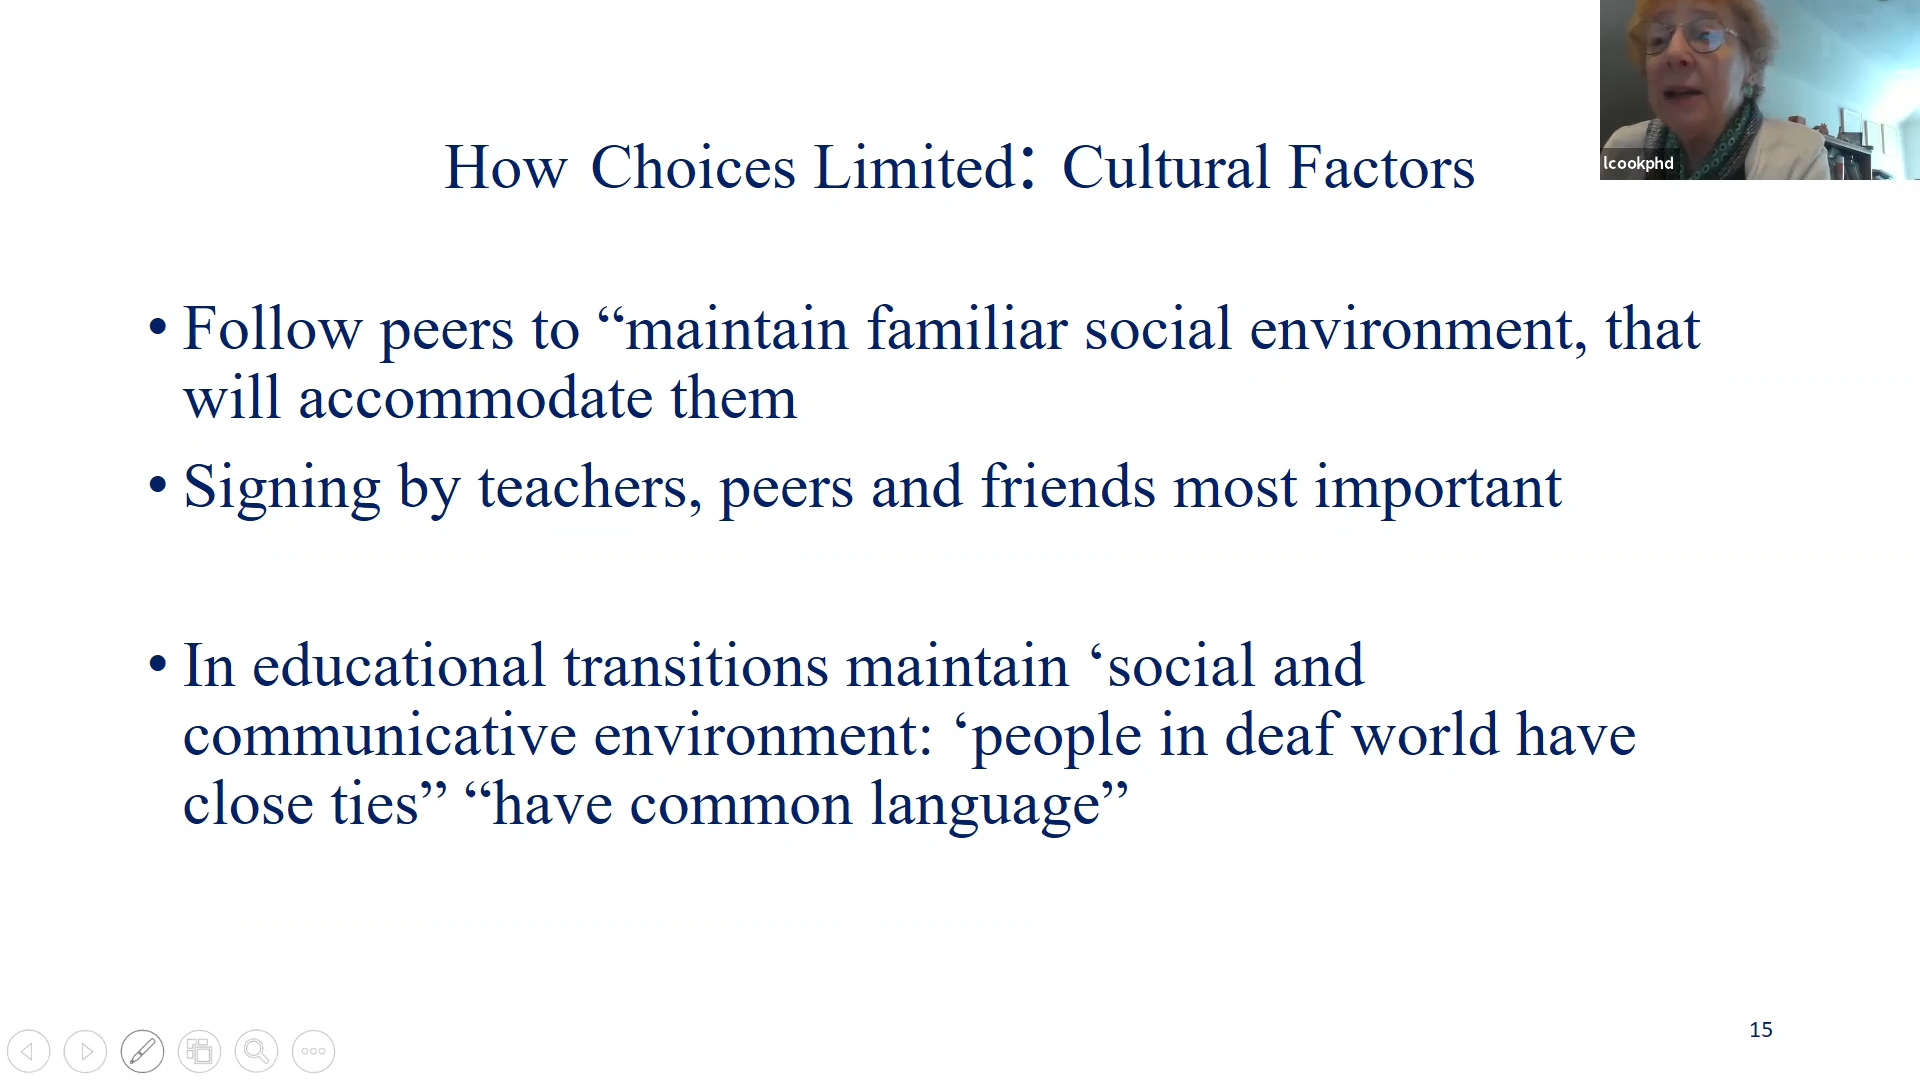 How Choices Limited: Cultural Factors
lcookphd
• Follow peers to “maintain familiar social environment, that
will accommodate them
• Signing by teachers, peers and friends most important
• In educational transitions maintain ‘social and
communicative environment: ‘people in deaf world have
close ties” “have common language”
15